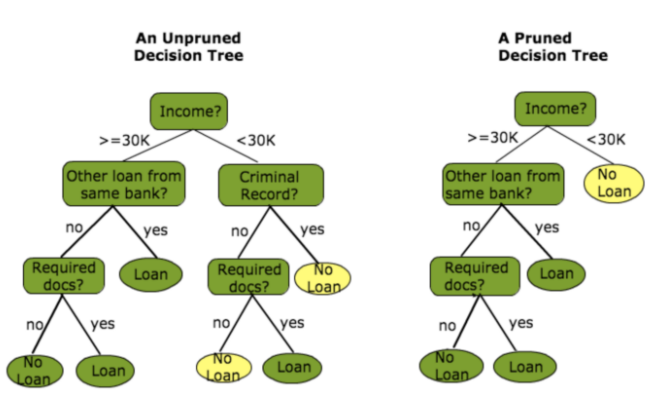 An Unpruned
Decision Tree
Income?
>=30K
<30K
Other loan from
same bank?
Criminal
Record?
no
yes
no
yes
Required
docs?
Loan
Required
docs?
No
Loan
no
yes
no
yes
No
Loan
Loan
No
Loan
Loan
A Pruned
Decision Tree
Income?
>=30K
<30K
Other loan from
same bank?
No
Loan
no
yes
Required
docs?
Loan
no
yes
No
Loan
Loan